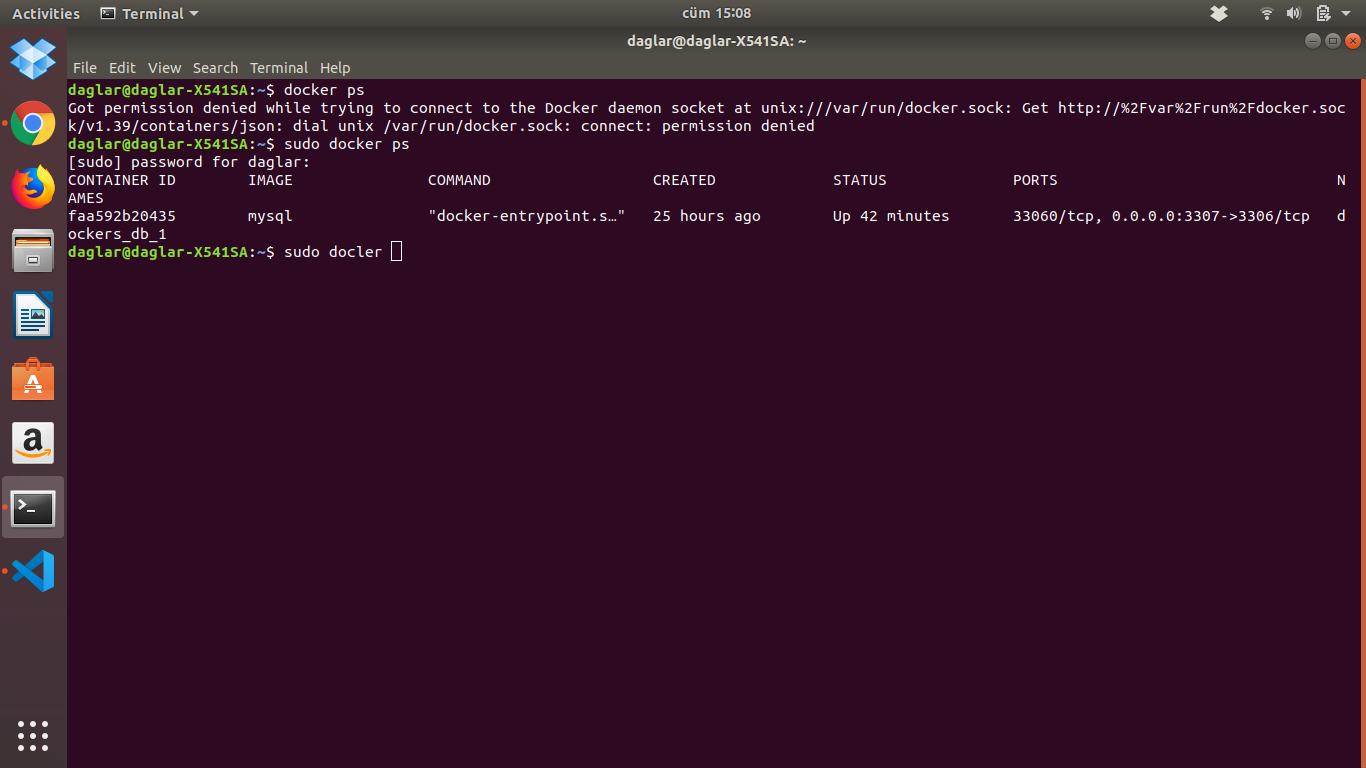 Activities Terminal cüm 15:08
daglar@daglar-X541SA: ~
File Edit View Search Terminal Help
daglar@daglar-X541SA:~$ docker ps
Got permission denied while trying to connect to the Docker daemon socket at unix:///var/run/docker.sock: Get http://%2Fvar%2Frun%2Fdocker.soc
k/v1.39/containers/json: dial unix /var/run/docker.sock: connect: permission denied
daglar@daglar-X541SA:~$ sudo docker ps
[sudo] password for daglar:
CONTAINER ID IMAGE COMMAND CREATED STATUS PORTS N
AMES
faa592b20435 mysql "docker-entrypoint.s…" 25 hours ago Up 42 minutes 33060/tcp, 0.0.0.0:3307->3306/tcp d
ockers_db_1
daglar@daglar-X541SA:~$ sudo docler